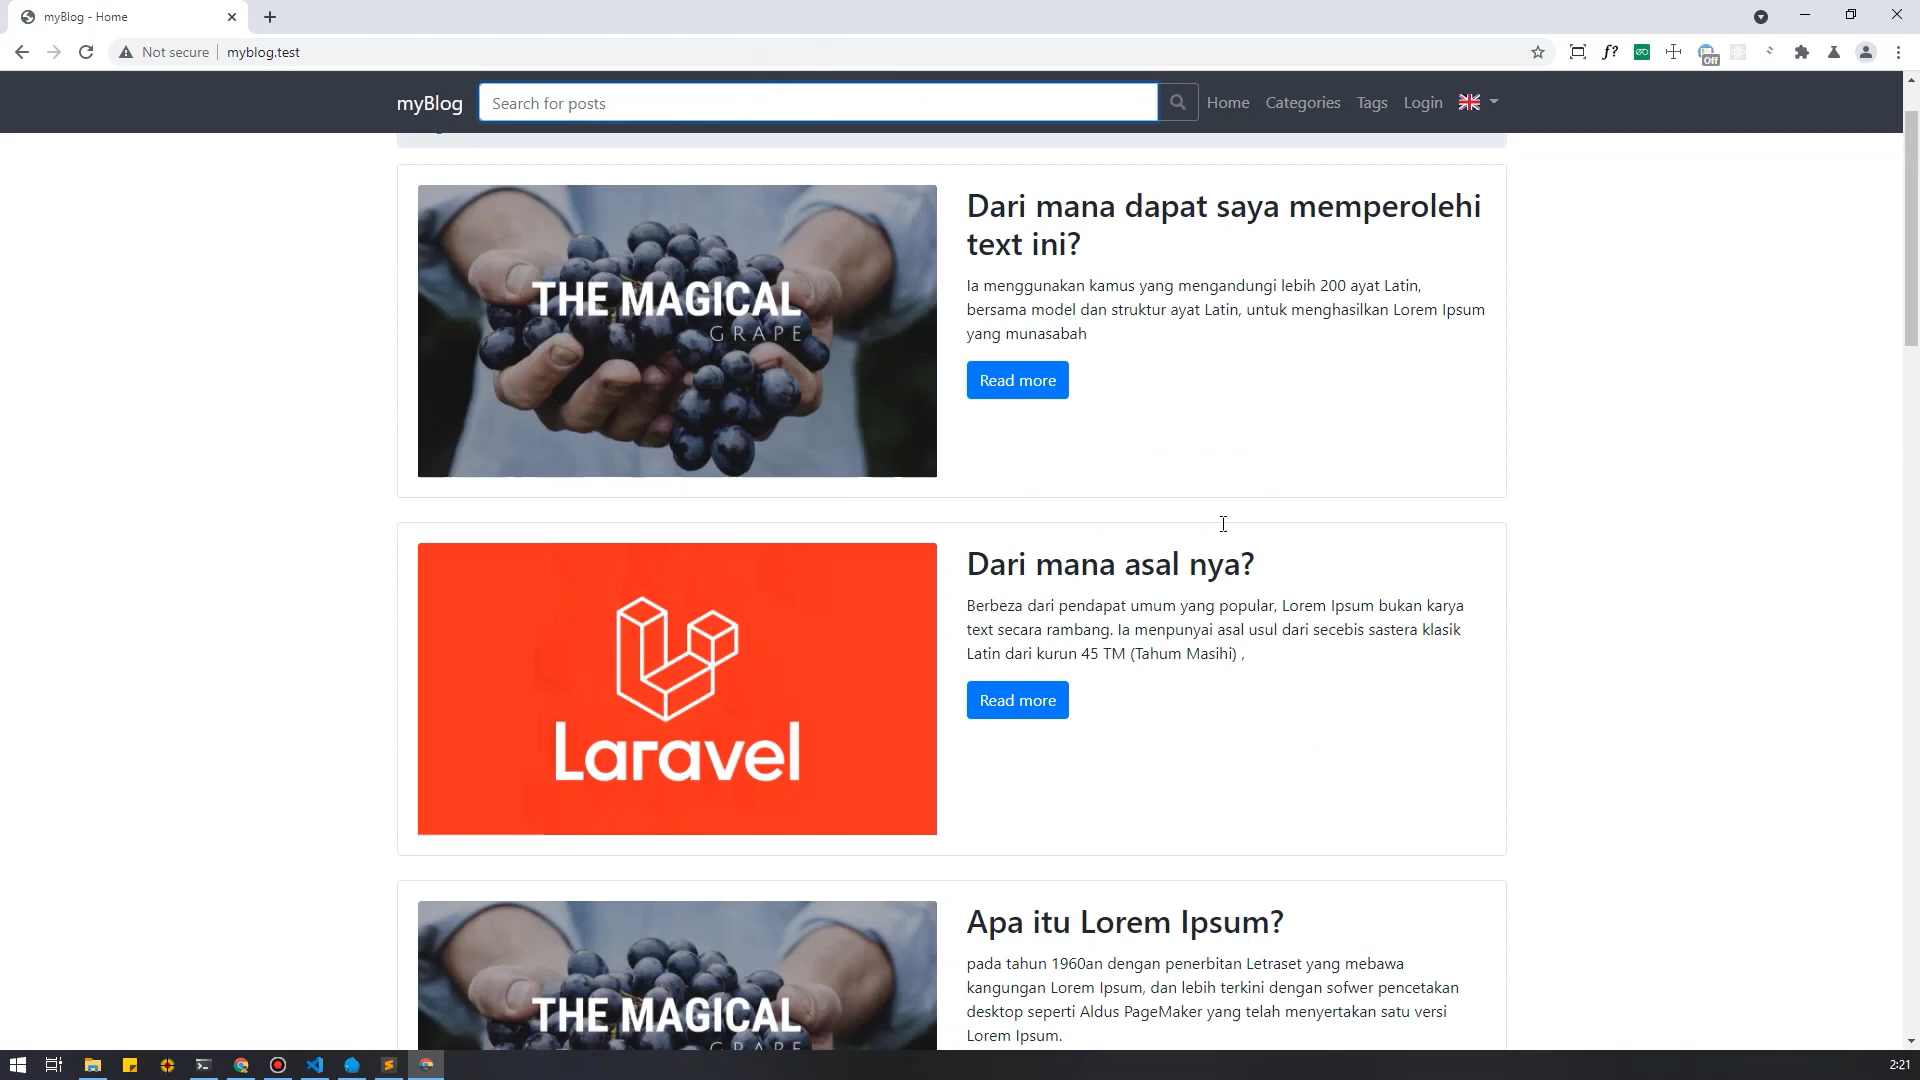 myBlog - Home
Not secure
myblog.test
f?
Off
myBlog
Search for posts
Home
Categories
Tags
Login
THE MAGICAL
GRAPE
Dari mana dapat saya memperolehi
text ini?
Ia menggunakan kamus yang mengandungi lebih 200 ayat Latin,
bersama model dan struktur ayat Latin, untuk menghasilkan Lorem Ipsum
yang munasabah
Read more
Laravel
Dari mana asal nya?
Berbeza dari pendapat umum yang popular, Lorem Ipsum bukan karya
text secara rambang. Ia menpunyai asal usul dari secebis sastera klasik
Latin dari kurun 45 TM (Tahum Masihi) ,
Read more
THE MAGICAL
GRAPE
Apa itu Lorem Ipsum?
pada tahun 1960an dengan penerbitan Letraset yang mebawa
kangungan Lorem Ipsum, dan lebih terkini dengan sofwer pencetakan
desktop seperti Aldus PageMaker yang telah menyertakan satu versi
Lorem Ipsum.
2:21